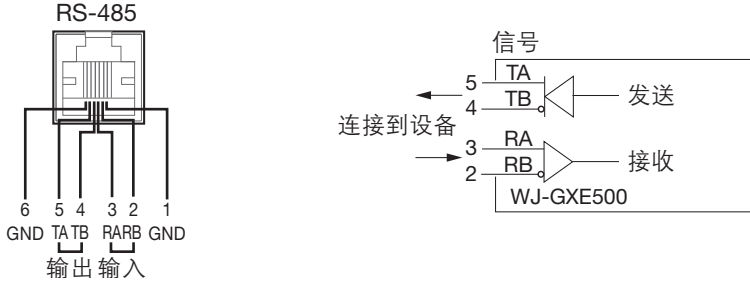 RS-485
6 5 4 3 2 1
GND TA TB RA RB GND
输出 输入
信号
5 TA
4 TB
发送
连接到设备
3 RA
2 RB
接收
WJ-GXE500